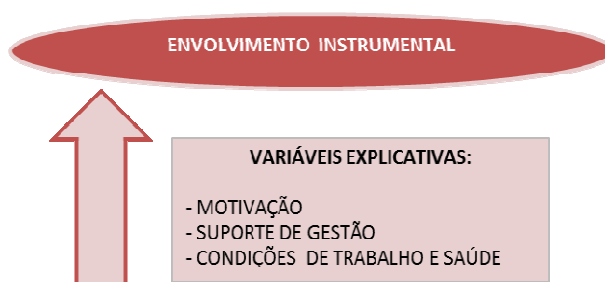 ENVOLVIMENTO INSTRUMENTAL
VARIÁVEIS EXPLICATIVAS:
- MOTIVAÇÃO
- SUPORTE DE GESTÃO
- CONDIÇÕES DE TRABALHO E SAÚDE